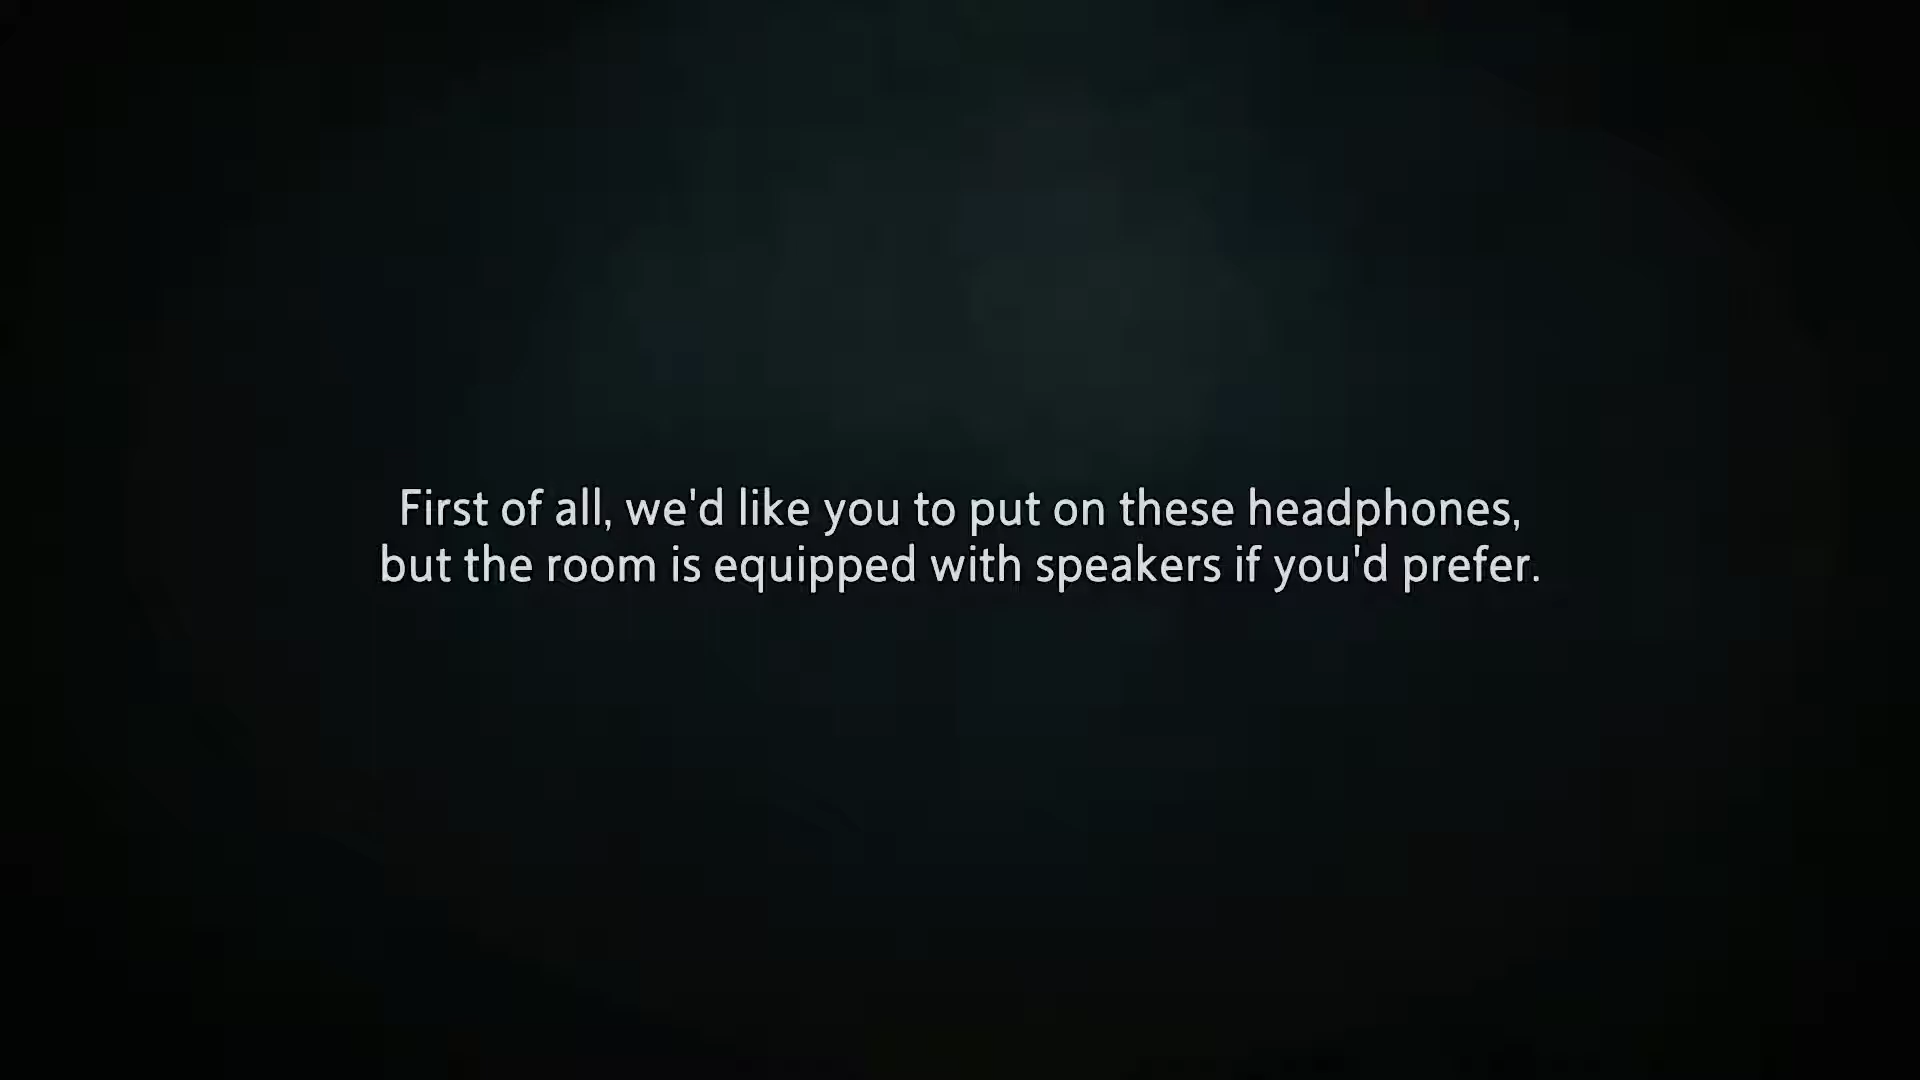 First of all, we'd like you to put on these headphones,
but the room is equipped with speakers if you'd prefer.